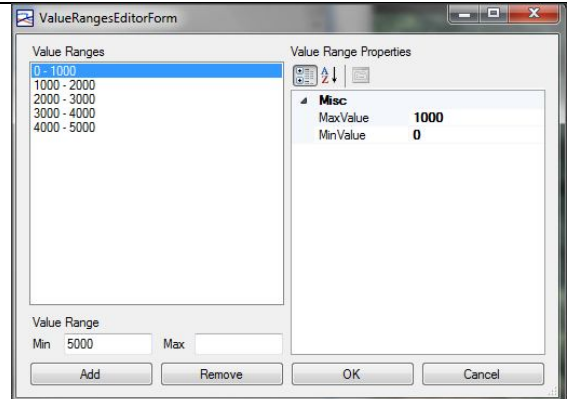 ValueRangesEditorForm
Value Ranges
0 - 1000
1000 - 2000
2000 - 3000
3000 - 4000
4000 - 5000
Value Range Properties
Misc
MaxValue 1000
MinValue 0
Value Range
Min 5000 Max
Add Remove OK Cancel